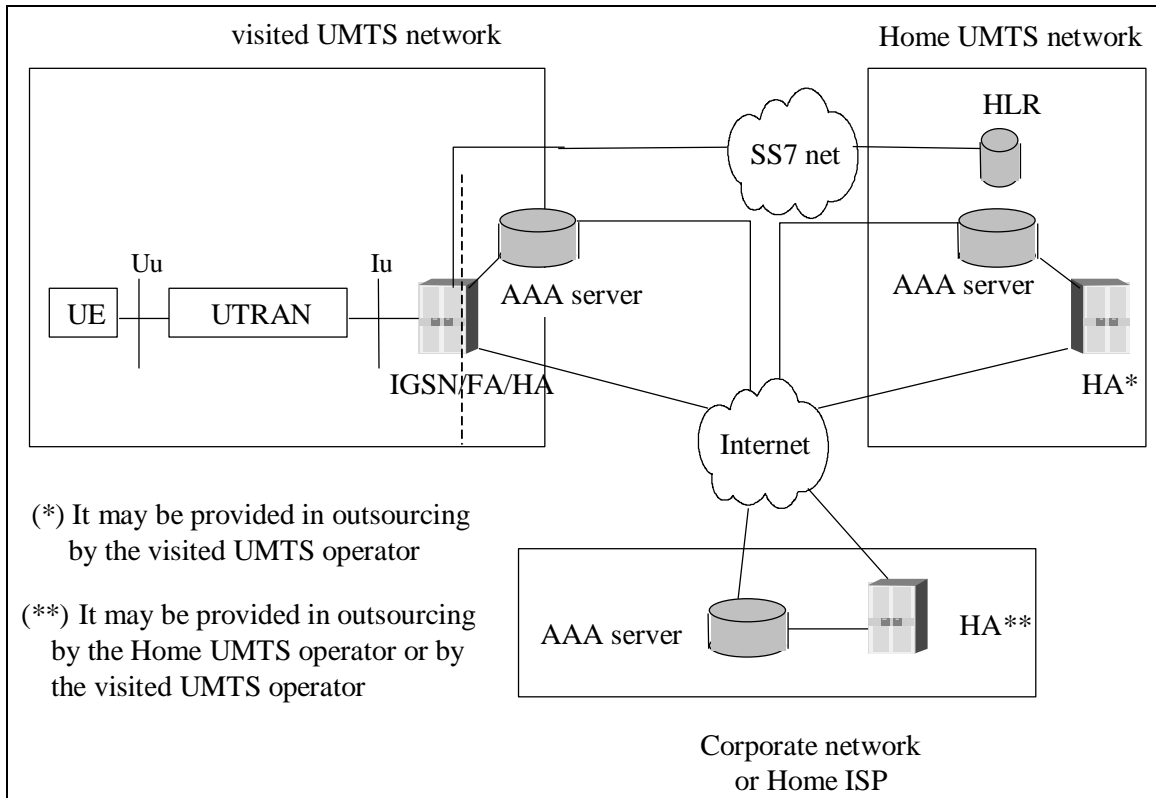 visited UMTS network
Home UMTS network
HLR
SS7 net
Uu
Iu
AAA server
AAA server
UE
UTRAN
IGSN/FA/HA
HA*
Internet
(*) It may be provided in outsourcing
by the visited UMTS operator
(**) It may be provided in outsourcing
by the Home UMTS operator or by
the visited UMTS operator
AAA server
HA**
Corporate network
or Home ISP